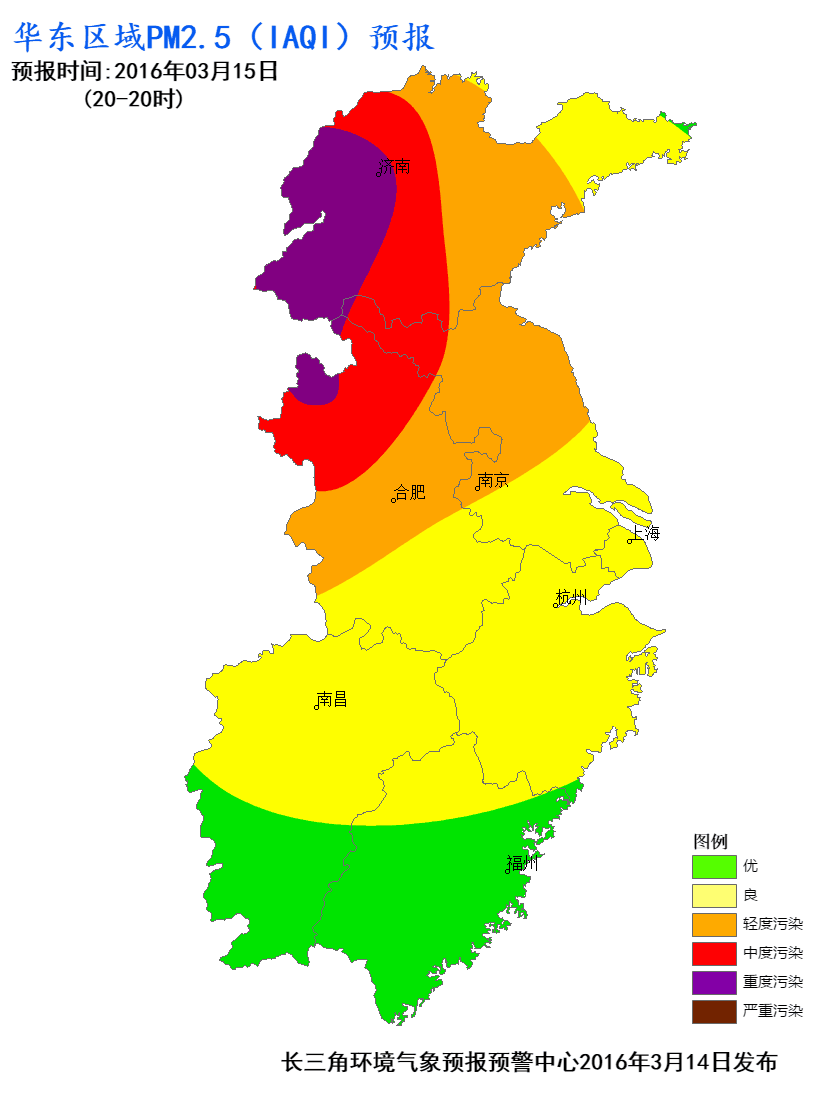 华东区域PM2.5（IAQI）预报
预报时间:2016年03月15日
(20-20时)
济南
合肥
南京
上海
杭州
南昌
福州
图例
优
良
轻度污染
中度污染
重度污染
严重污染
长三角环境气象预报预警中心2016年3月14日发布